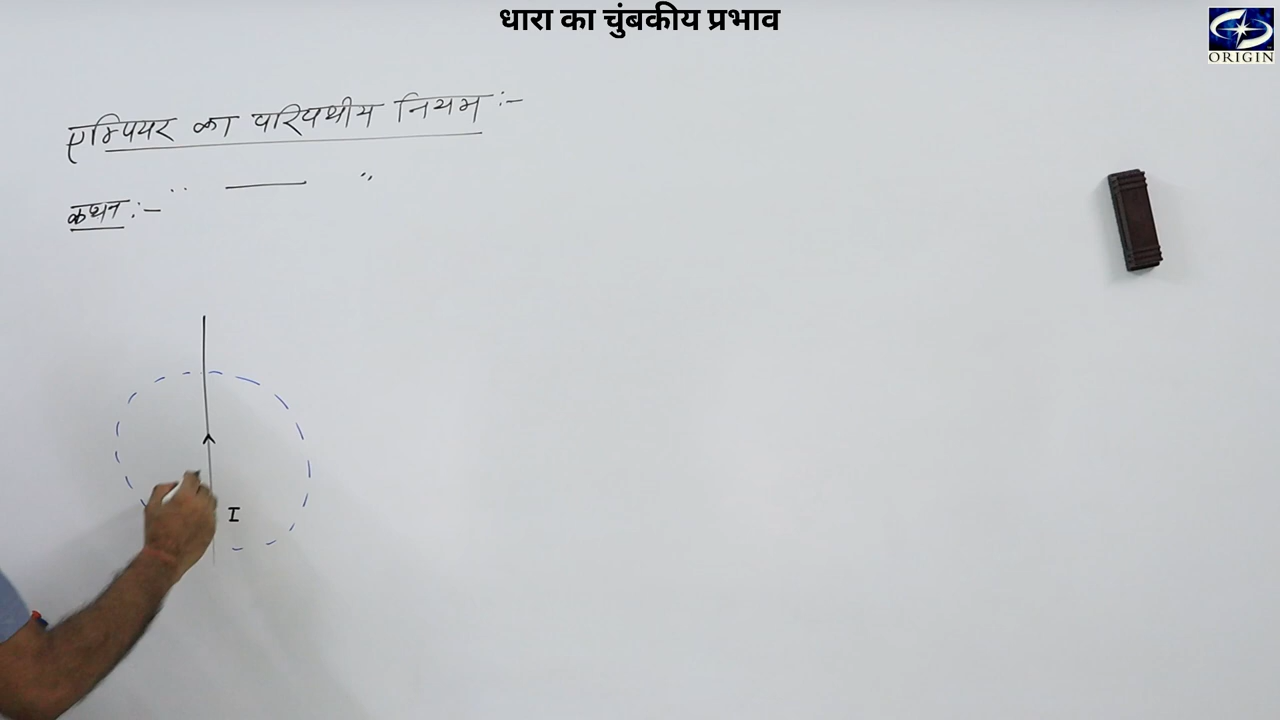 धारा का चुंबकीय प्रभाव
ORIGIN
एम्पियर का परिपथीय नियम :-
कथन :- " —— "
I